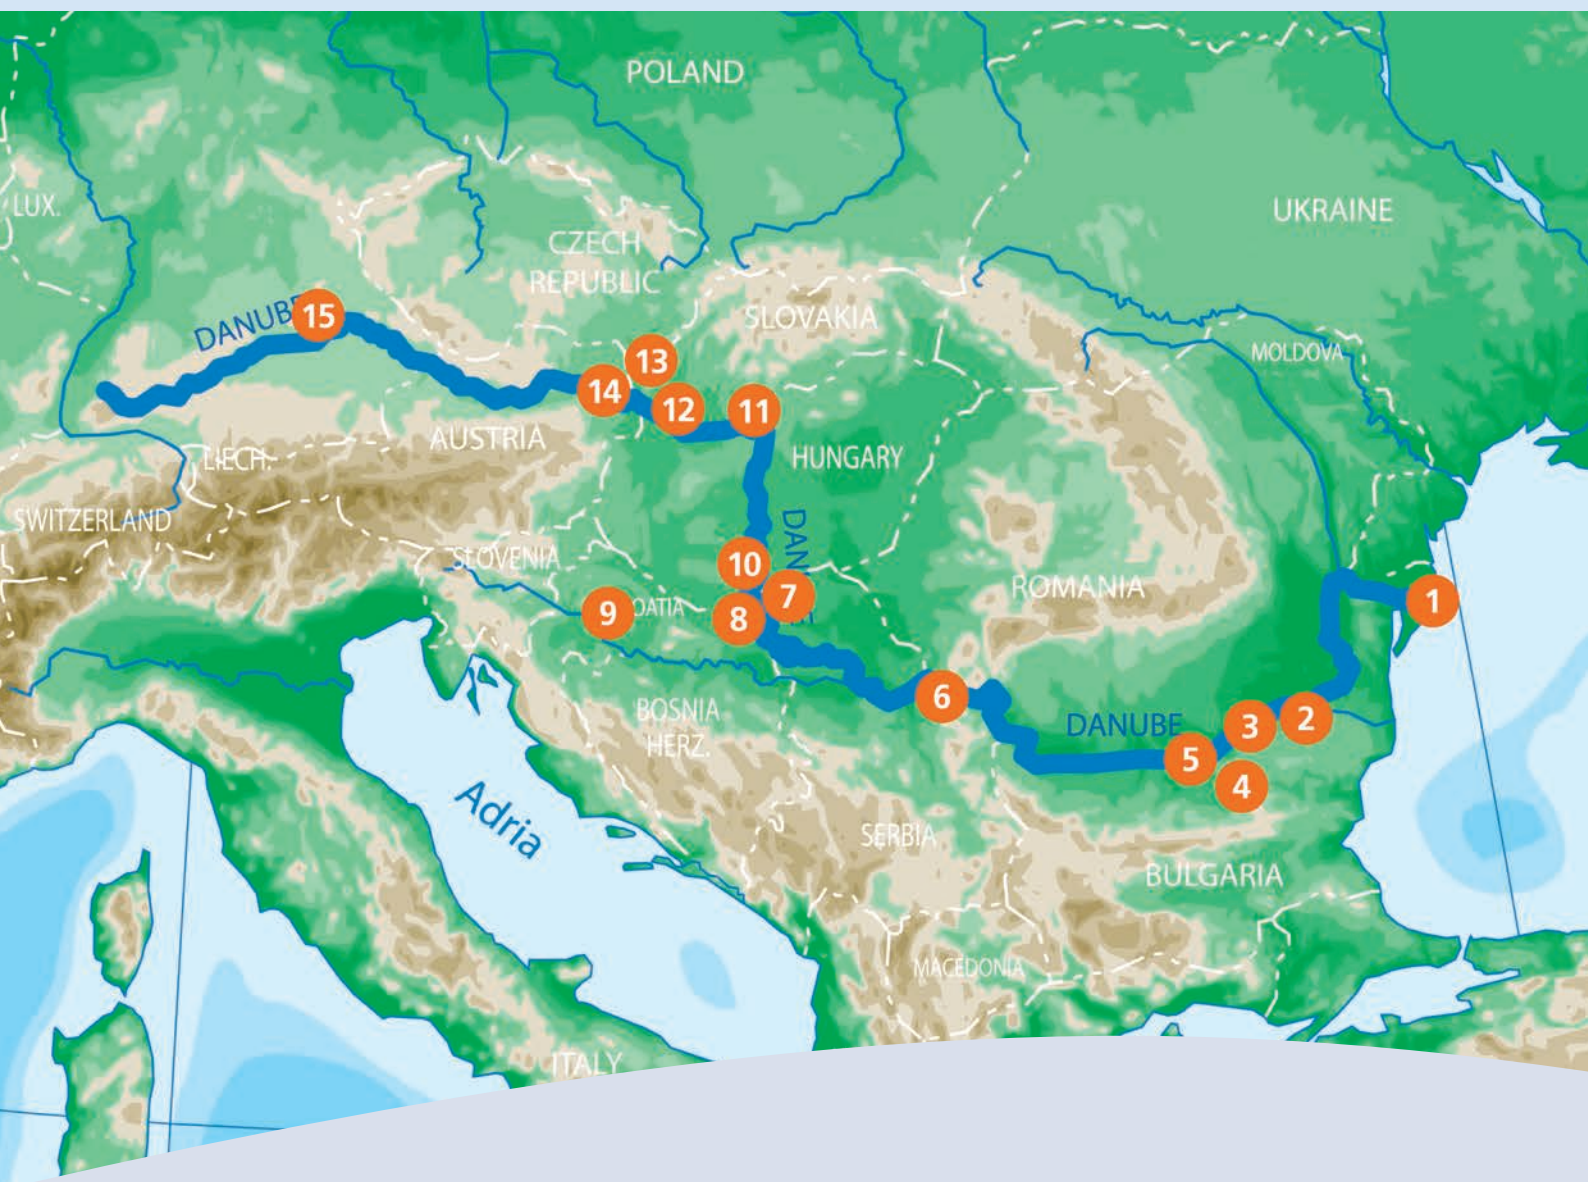 POLAND
LUX.
UKRAINE
CZECH
REPUBLIC
DANUBE
15
SLOVAKIA
MOLDOVA
13
14
12
11
AUSTRIA
LIECH.
HUNGARY
SWITZERLAND
DAN
SLOVENIA
10
ROMANIA
7
9
OATIA
8
1
6
BOSNIA
HERZ.
DANUBE
3
2
5
4
Adria
SERBIA
BULGARIA
MACEDONIA
ITALY